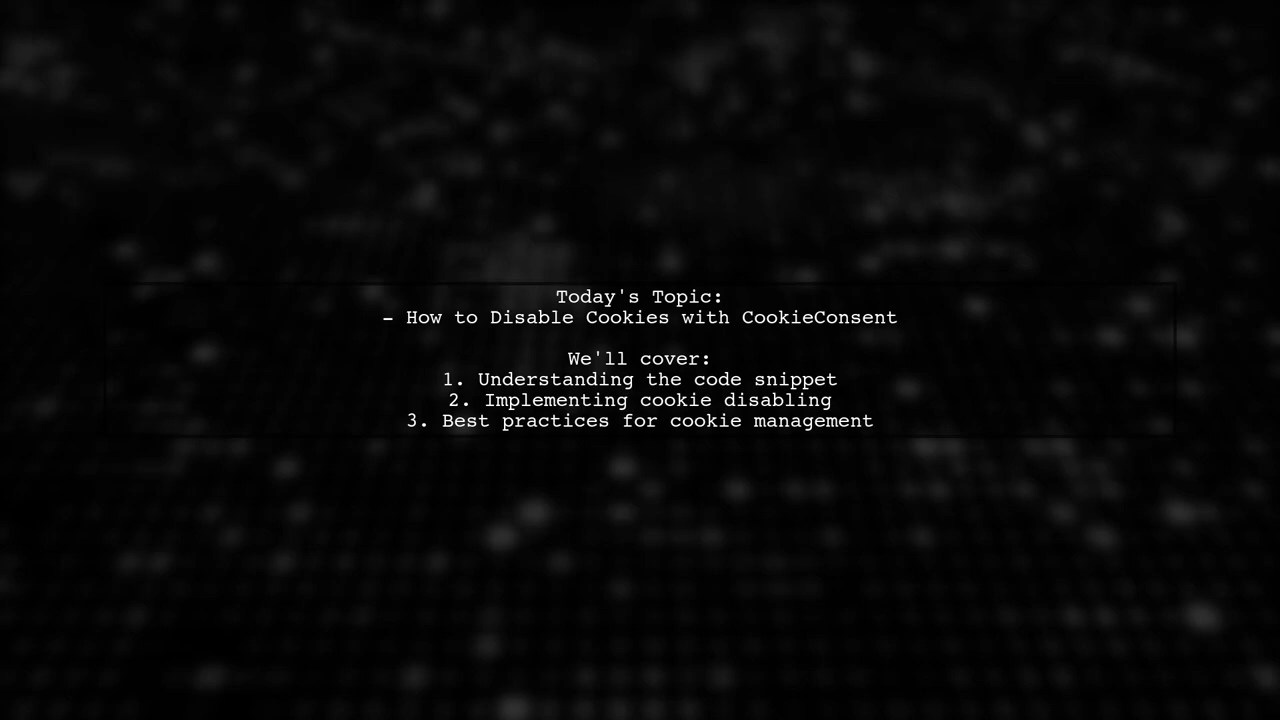 Today's Topic:
- How to Disable Cookies with CookieConsent
We'll cover:
1. Understanding the code snippet
2. Implementing cookie disabling
3. Best practices for cookie management